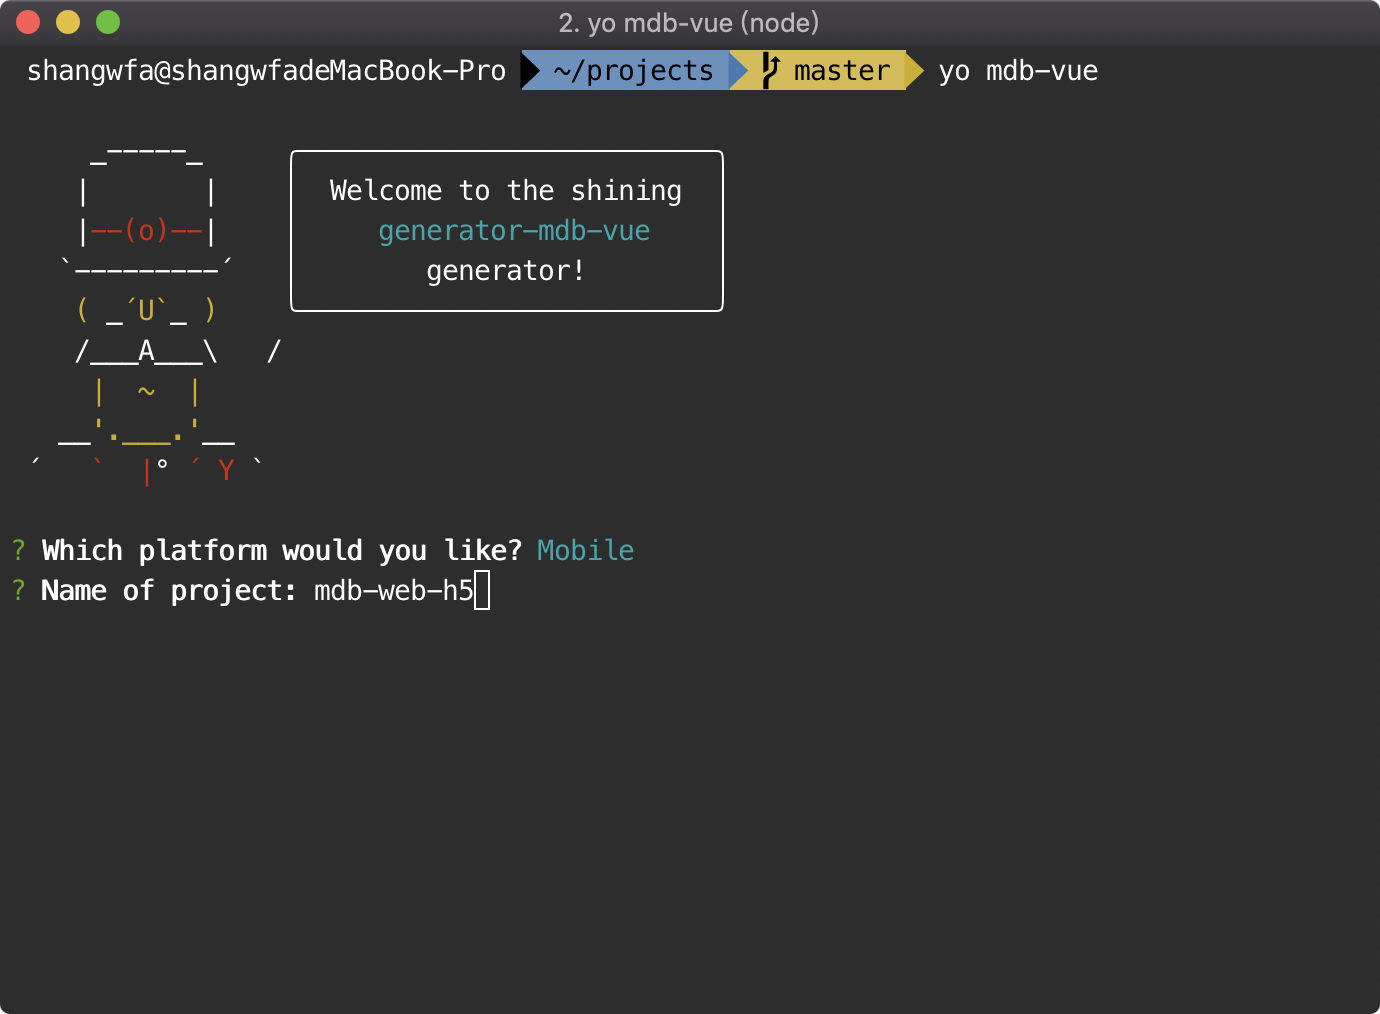 2. yo mdb-vue (node)
shangwfa@shangwfadeMacBook-Pro ~/projects master yo mdb-vue
     _-----_
    |       |
    |--(o)--|
   `---------´
    ( _´U`_ )
    /___A___\   /
     |  ~  |
   __'.___.'__
 ´   `  |° ´ Y `
Welcome to the shining
generator-mdb-vue
generator!
? Which platform would you like? Mobile
? Name of project: mdb-web-h5